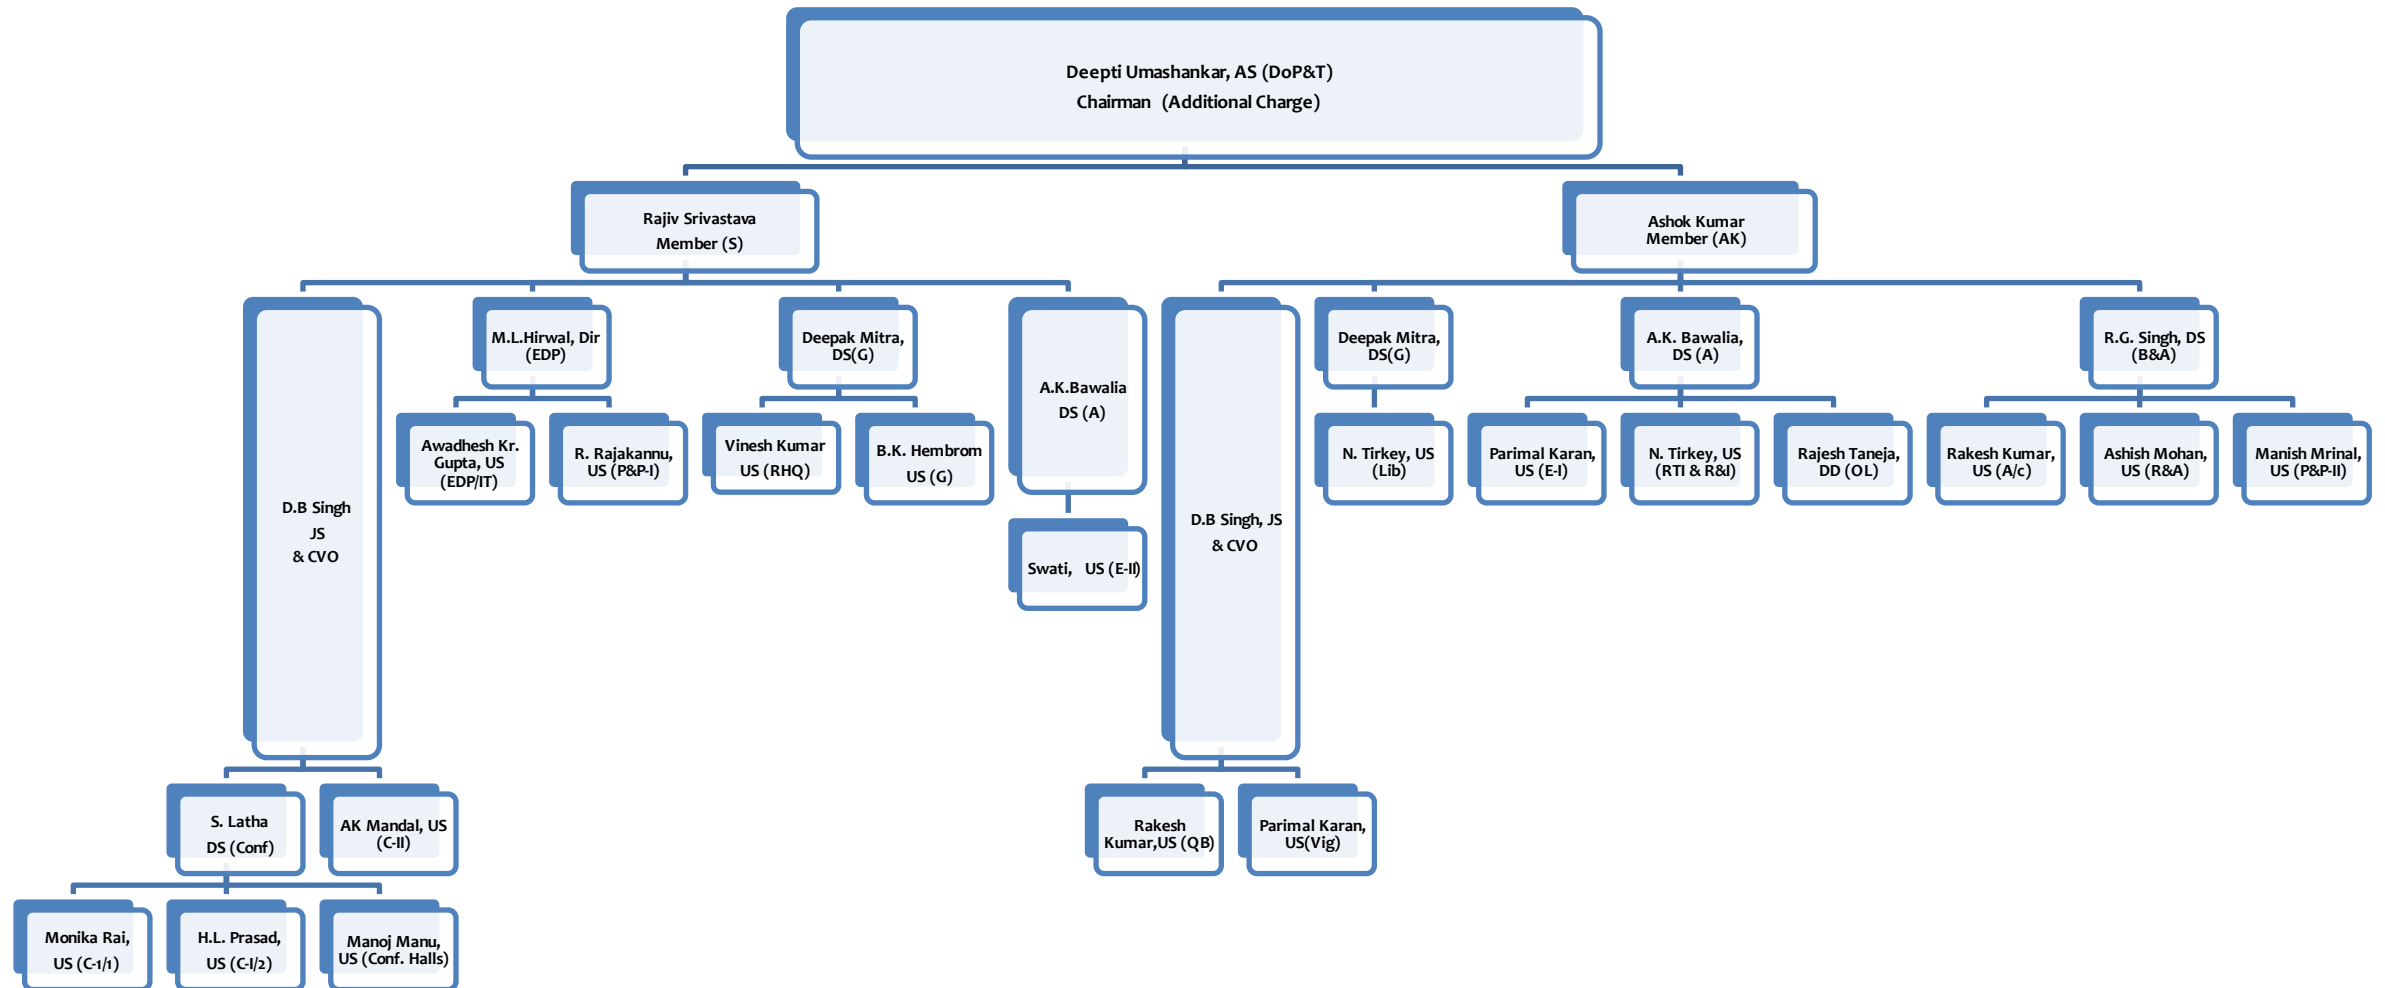 Deepti Umashankar, AS (DoP&T)
Chairman (Additional Charge)
Rajiv Srivastava
Member (S)
Ashok Kumar
Member (AK)
D.B Singh
JS
& CVO
M.L.Hirwal, Dir
(EDP)
Deepak Mitra,
DS(G)
A.K.Bawalia
DS (A)
D.B Singh, JS
& CVO
Deepak Mitra,
DS(G)
A.K. Bawalia,
DS (A)
R.G. Singh, DS
(B&A)
Awadhesh Kr.
Gupta, US
(EDP/IT)
R. Rajakannu,
US (P&P-I)
Vinesh Kumar
US (RHQ)
B.K. Hembrom
US (G)
N. Tirkey, US
(Lib)
Parimal Karan,
US (E-I)
N. Tirkey, US
(RTI & R&I)
Rajesh Taneja,
DD (OL)
Rakesh Kumar,
US (A/c)
Ashish Mohan,
US (R&A)
Manish Mrinal,
US (P&P-II)
Swati, US (E-II)
S. Latha
DS (Conf)
AK Mandal, US
(C-II)
Rakesh
Kumar,US (QB)
Parimal Karan,
US(Vig)
Monika Rai,
US (C-1/1)
H.L. Prasad,
US (C-I/2)
Manoj Manu,
US (Conf. Halls)